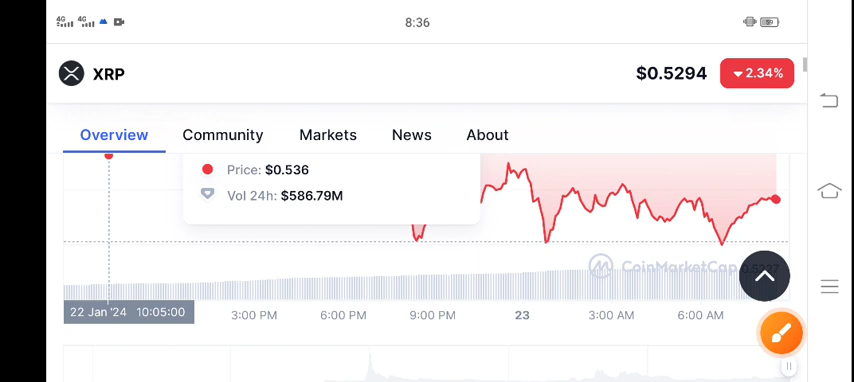 4G 4G 8:36
XRP $0.5294 2.34%
Overview Community Markets News About
Price: $0.536
Vol 24h: $586.79M
CoinMarketCap
22 Jan '24 10:05:00
3:00 PM 6:00 PM 9:00 PM 23 3:00 AM 6:00 AM